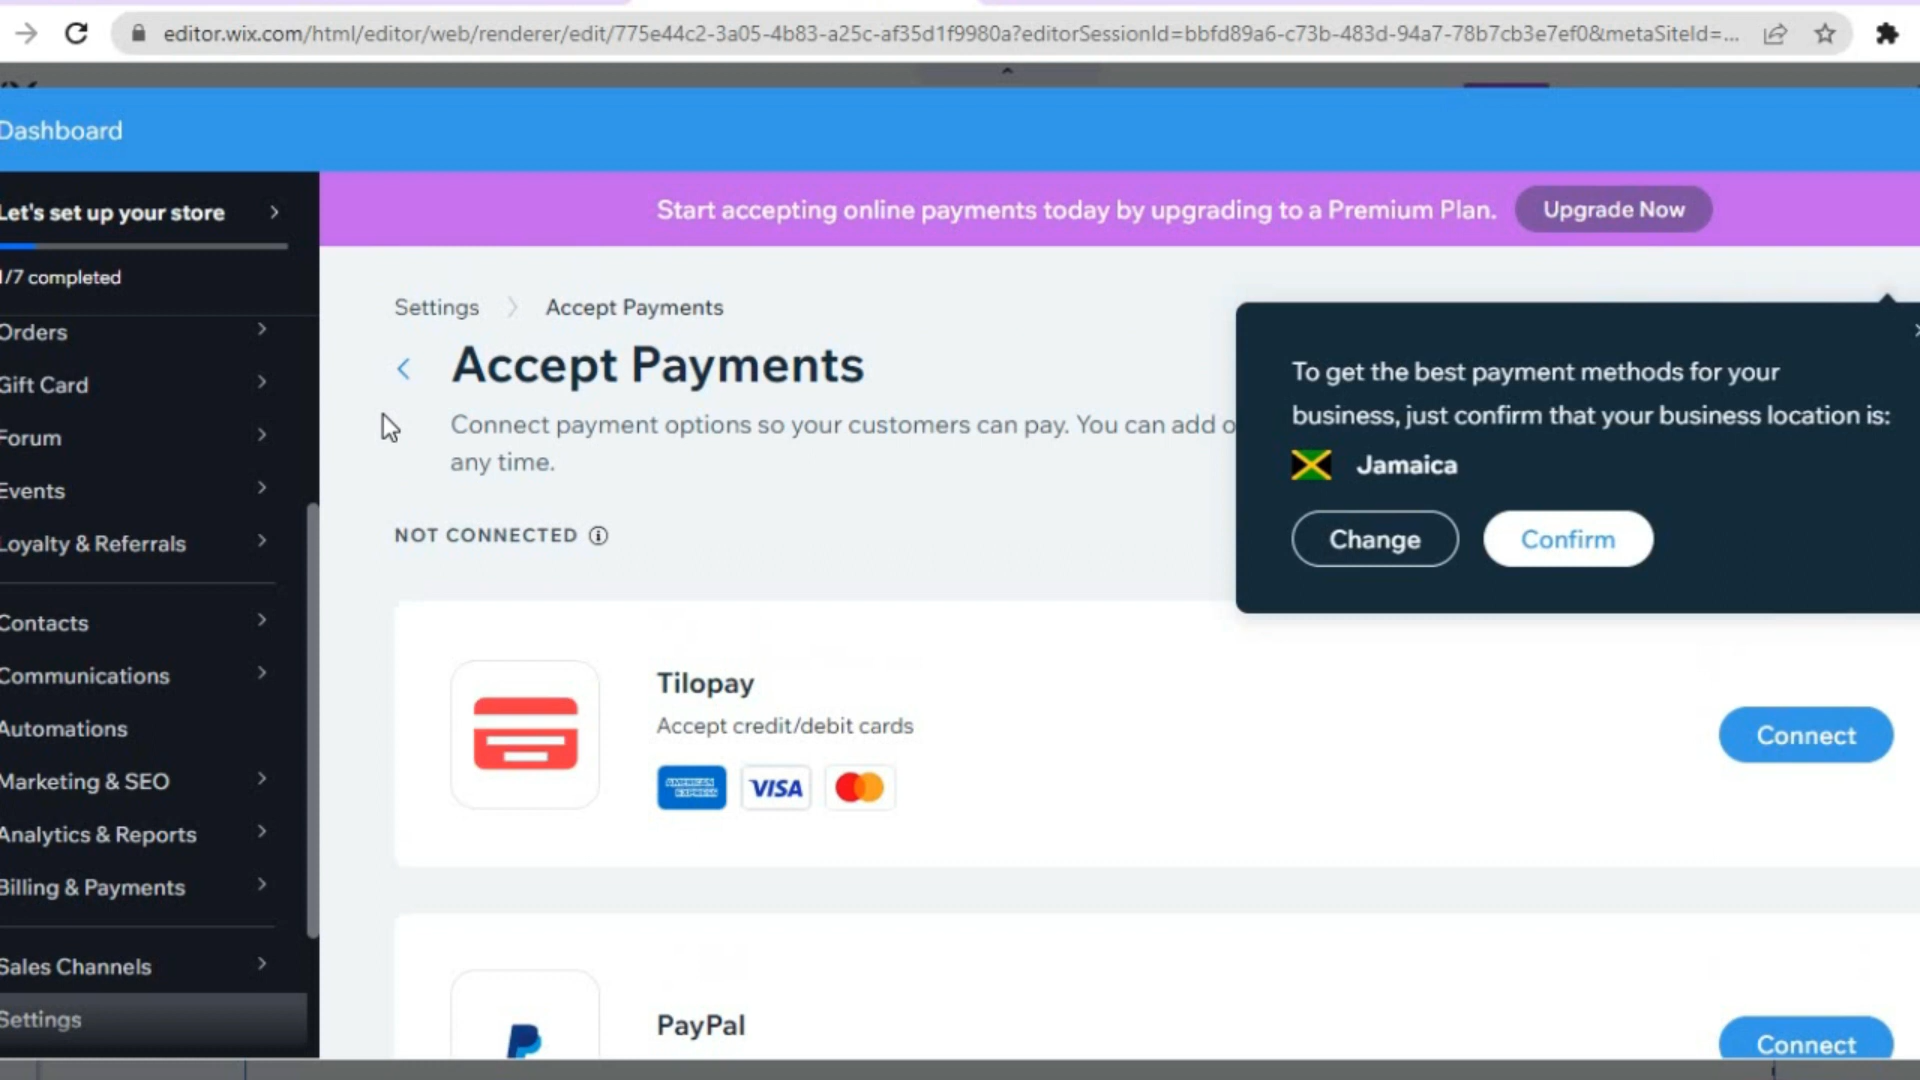 editor.wix.com/html/editor/web/renderer/edit/775e44c2-3a05-4b83-a25c-af35d1f9980a?editorSessionId=bbfd89a6-c73b-483d-94a7-78b7cb3e7ef0&metaSiteId=...
Dashboard
Let's set up your store
1/7 completed
Orders
Gift Card
Forum
Events
Loyalty & Referrals
Contacts
Communications
Automations
Marketing & SEO
Analytics & Reports
Billing & Payments
Sales Channels
Settings
Start accepting online payments today by upgrading to a Premium Plan.
Upgrade Now
Settings
Accept Payments
Accept Payments
Connect payment options so your customers can pay. You can add o
any time.
NOT CONNECTED
To get the best payment methods for your
business, just confirm that your business location is:
Jamaica
Change
Confirm
Tilopay
Accept credit/debit cards
AMERICAN
EXPRESS
VISA
Connect
PayPal
Connect